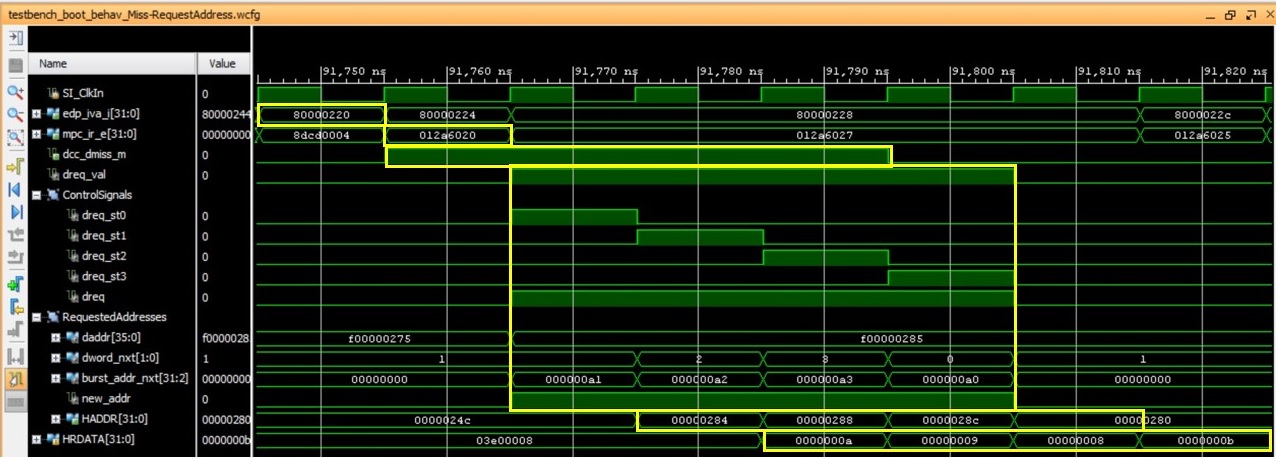 testbench_boot_behav_Miss-RequestAddress.wcfg
Name Value 91,750 ns 91,760 ns 91,770 ns 91,780 ns 91,790 ns 91,800 ns 91,810 ns 91,820 ns
SI_ClkIn 0
edp_iva_i[31:0] 80000244 80000220 80000224 80000228 8000022c
mpc_ir_e[31:0] 00000000 8dcd0004 012a6020 012a6027 012a6025
dcc_dmiss_m 0
dreq_val 0
ControlSignals
dreq_st0 0
dreq_st1 0
dreq_st2 0
dreq_st3 0
dreq 0
RequestedAddresses
daddr[35:0] f0000028 f00000275 f00000285
dword_nxt[1:0] 1 1 2 3 0 1
burst_addr_nxt[31:2] 00000000 00000000 000000a1 000000a2 000000a3 000000a0 00000000
new_addr 0
HADDR[31:0] 00000280 0000024c 00000284 00000288 0000028c 00000280
HRDATA[31:0] 0000000b 03e00008 0000000a 00000009 00000008 0000000b